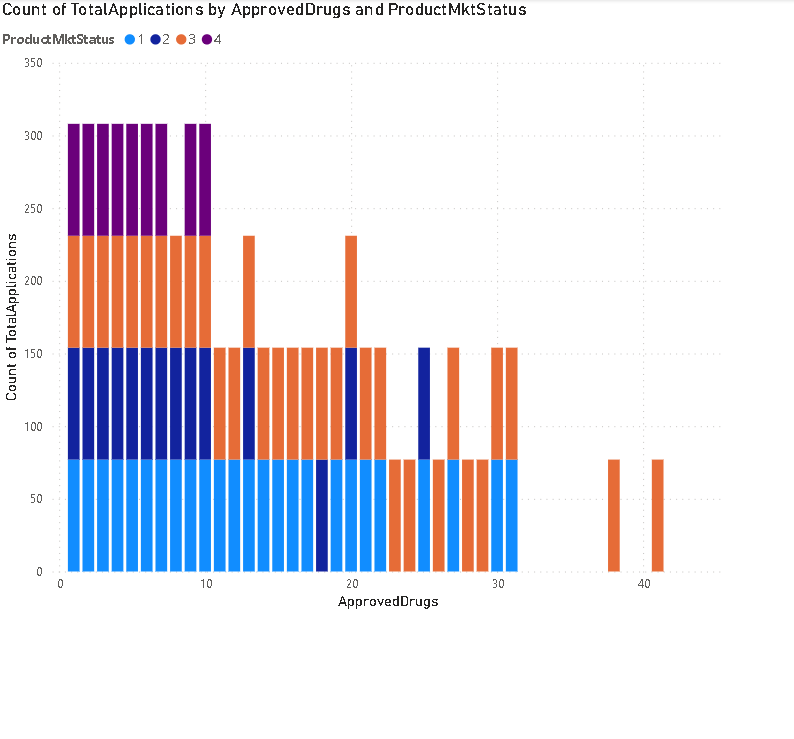 Count of TotalApplications by ApprovedDrugs and ProductMktStatus
ProductMktStatus 1 2 3 4
350
300
250
200
150
100
50
0
Count of TotalApplications
0 10 20 30 40
ApprovedDrugs